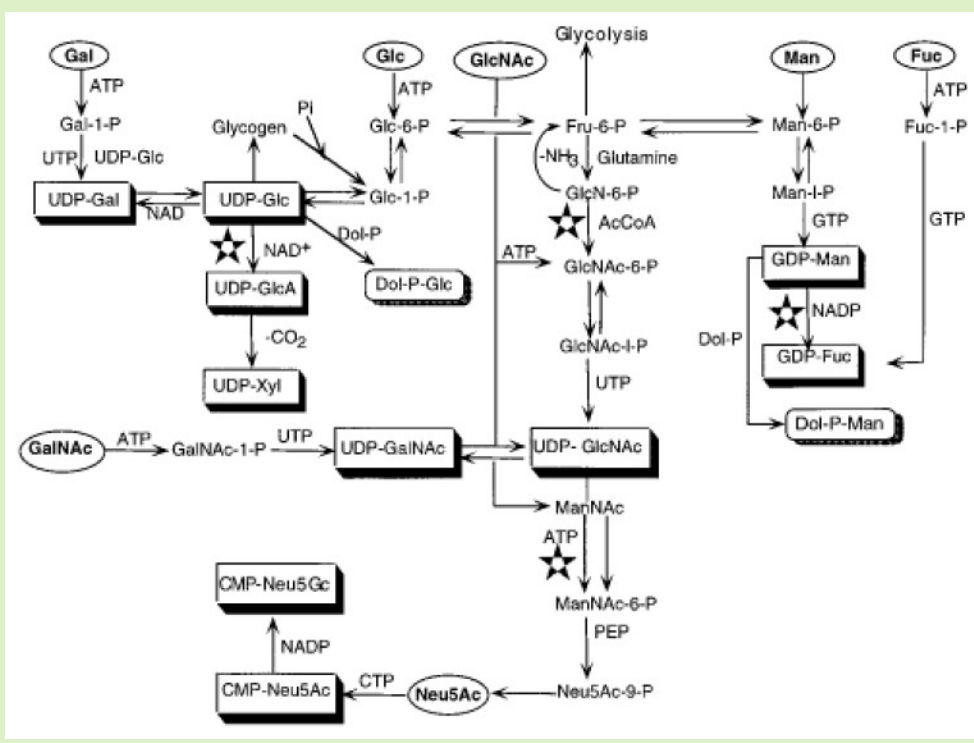 Glycolysis
Gal
Glc
GlcNAc
Man
Fuc
ATP
ATP
ATP
Pi
Gal-1-P
Glycogen
Glc-6-P
Fru-6-P
Man-6-P
Fuc-1-P
UTP
UDP-Glc
-NH3
Glutamine
UDP-Gal
NAD
UDP-Glc
Glc-1-P
GlcN-6-P
Man-I-P
Dol-P
AcCoA
GTP
GTP
NAD+
ATP
UDP-GlcA
Dol-P-Glc
GlcNAc-6-P
GDP-Man
-CO2
GlcNAc-I-P
Dol-P
NADP
UDP-Xyl
UTP
GDP-Fuc
GalNAc
ATP
GalNAc-1-P
UTP
UDP-GalNAc
UDP- GlcNAc
Dol-P-Man
ManNAc
ATP
CMP-Neu5Gc
ManNAc-6-P
NADP
PEP
CMP-Neu5Ac
CTP
Neu5Ac
Neu5Ac-9-P